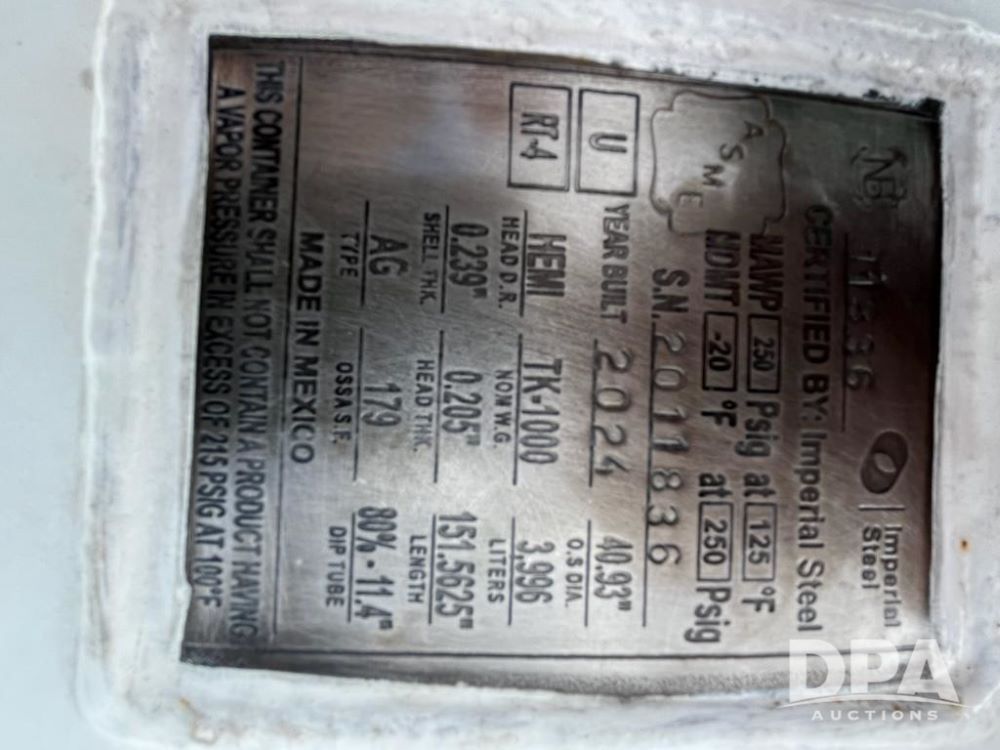 NB
Imperial Steel
CERTIFIED BY: Imperial Steel
ASME
MAWP 250 Psig at 125 °F
MDMT -20 °F at 250 Psig
S.N. 2011836
U
YEAR BUILT 2024 40.93"
O.S DIA.
RT-4
HEMI TK-1000 3,996
HEAD D.R. NOM W.G. LITERS
0.239" 0.205" 151.5625"
SHELL THK. HEAD THK. LENGTH
AG 179 80% - 11.4"
TYPE OSSA S.F. DIP TUBE
MADE IN MEXICO
THIS CONTAINER SHALL NOT CONTAIN A PRODUCT HAVING
A VAPOR PRESSURE IN EXCESS OF 215 PSIG AT 100°F
DPA
AUCTIONS